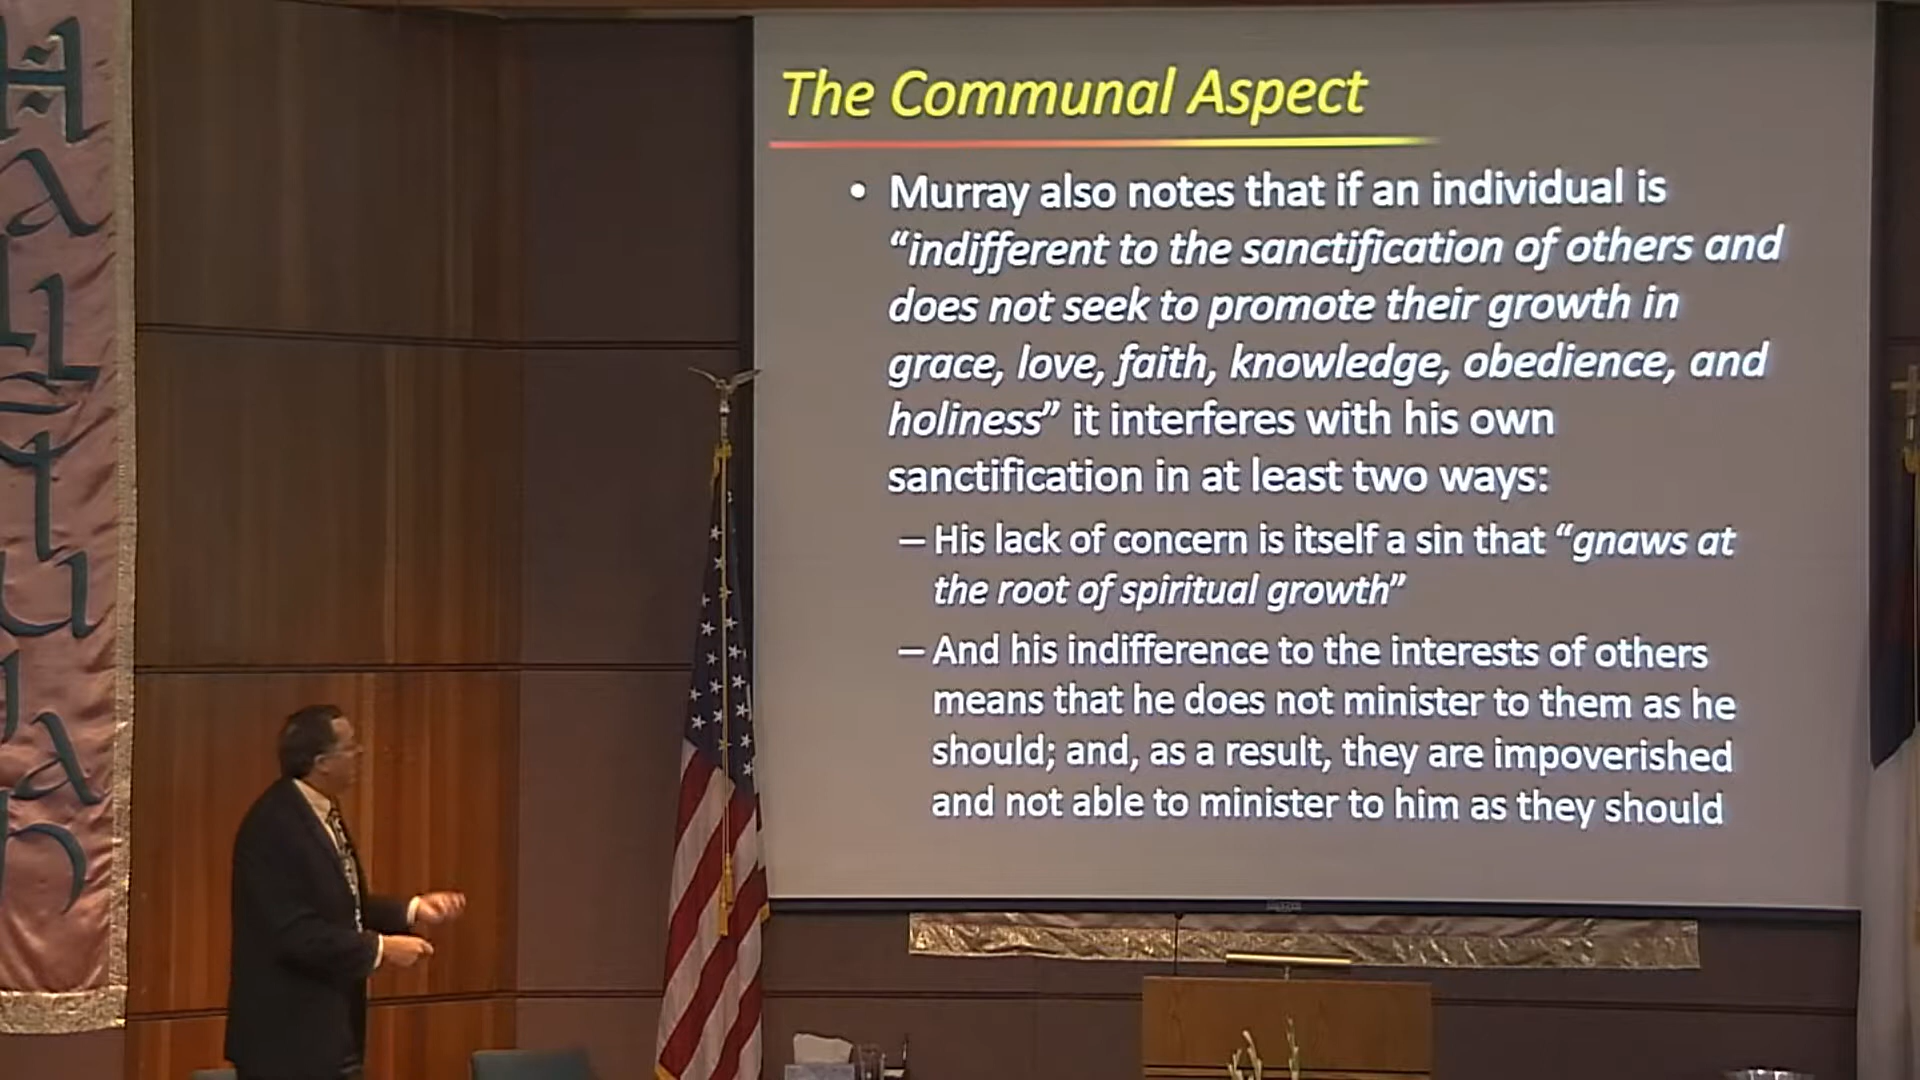 Hallelujah
The Communal Aspect
• Murray also notes that if an individual is
“indifferent to the sanctification of others and
does not seek to promote their growth in
grace, love, faith, knowledge, obedience, and
holiness” it interferes with his own
sanctification in at least two ways:
– His lack of concern is itself a sin that “gnaws at
the root of spiritual growth”
– And his indifference to the interests of others
means that he does not minister to them as he
should; and, as a result, they are impoverished
and not able to minister to him as they should